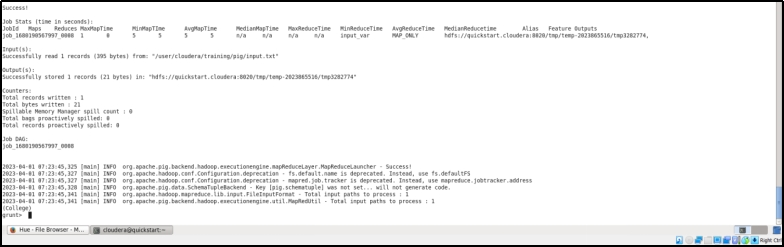 Success!
Job Stats (time in seconds):
JobId Maps Reduces MaxMapTime MinMapTIme AvgMapTime MedianMapTime MaxReduceTime MinReduceTime AvgReduceTime MedianReducetime Alias Feature Outputs
job_1680190567997_0008 1 0 5 5 5 5 n/a n/a n/a n/a input_var MAP_ONLY hdfs://quickstart.cloudera:8020/tmp/temp-2023865516/tmp3282774,
Input(s):
Successfully read 1 records (395 bytes) from: "/user/cloudera/training/pig/input.txt"
Output(s):
Successfully stored 1 records (21 bytes) in: "hdfs://quickstart.cloudera:8020/tmp/temp-2023865516/tmp3282774"
Counters:
Total records written : 1
Total bytes written : 21
Spillable Memory Manager spill count : 0
Total bags proactively spilled: 0
Total records proactively spilled: 0
Job DAG:
job_1680190567997_0008
2023-04-01 07:23:45,325 [main] INFO org.apache.pig.backend.hadoop.executionengine.mapReduceLayer.MapReduceLauncher - Success!
2023-04-01 07:23:45,327 [main] INFO org.apache.hadoop.conf.Configuration.deprecation - fs.default.name is deprecated. Instead, use fs.defaultFS
2023-04-01 07:23:45,327 [main] INFO org.apache.hadoop.conf.Configuration.deprecation - mapred.job.tracker is deprecated. Instead, use mapreduce.jobtracker.address
2023-04-01 07:23:45,328 [main] INFO org.apache.pig.data.SchemaTupleBackend - Key [pig.schematuple] was not set... will not generate code.
2023-04-01 07:23:45,341 [main] INFO org.apache.hadoop.mapreduce.lib.input.FileInputFormat - Total input paths to process : 1
2023-04-01 07:23:45,341 [main] INFO org.apache.pig.backend.hadoop.executionengine.util.MapRedUtil - Total input paths to process : 1
(College)
grunt>
Hue - File Browser - M... cloudera@quickstart:~
Right Ctrl